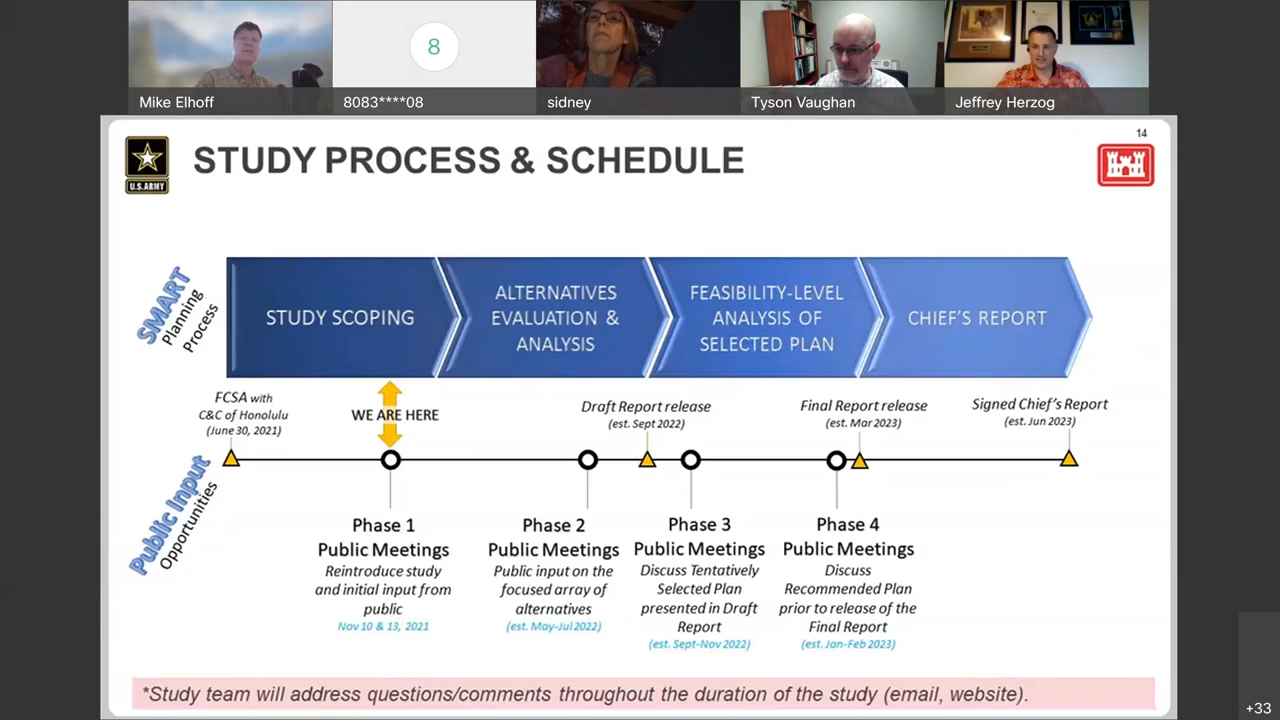 8
Mike Elhoff
8083****08
sidney
Tyson Vaughan
Jeffrey Herzog
14
U.S.ARMY
STUDY PROCESS & SCHEDULE
SMART
Planning
Process
STUDY SCOPING
ALTERNATIVES
EVALUATION &
ANALYSIS
FEASIBILITY-LEVEL
ANALYSIS OF
SELECTED PLAN
CHIEF'S REPORT
FCSA with
C&C of Honolulu
(June 30, 2021)
WE ARE HERE
Draft Report release
(est. Sept 2022)
Final Report release
(est. Mar 2023)
Signed Chief's Report
(est. Jun 2023)
Public Input
Opportunities
Phase 1
Public Meetings
Reintroduce study
and initial input from
public
Nov 10 & 13, 2021
Phase 2
Public Meetings
Public input on the
focused array of
alternatives
(est. May-Jul 2022)
Phase 3
Public Meetings
Discuss Tentatively
Selected Plan
presented in Draft
Report
(est. Sept-Nov 2022)
Phase 4
Public Meetings
Discuss
Recommended Plan
prior to release of the
Final Report
(est. Jan-Feb 2023)
*Study team will address questions/comments throughout the duration of the study (email, website).
+33